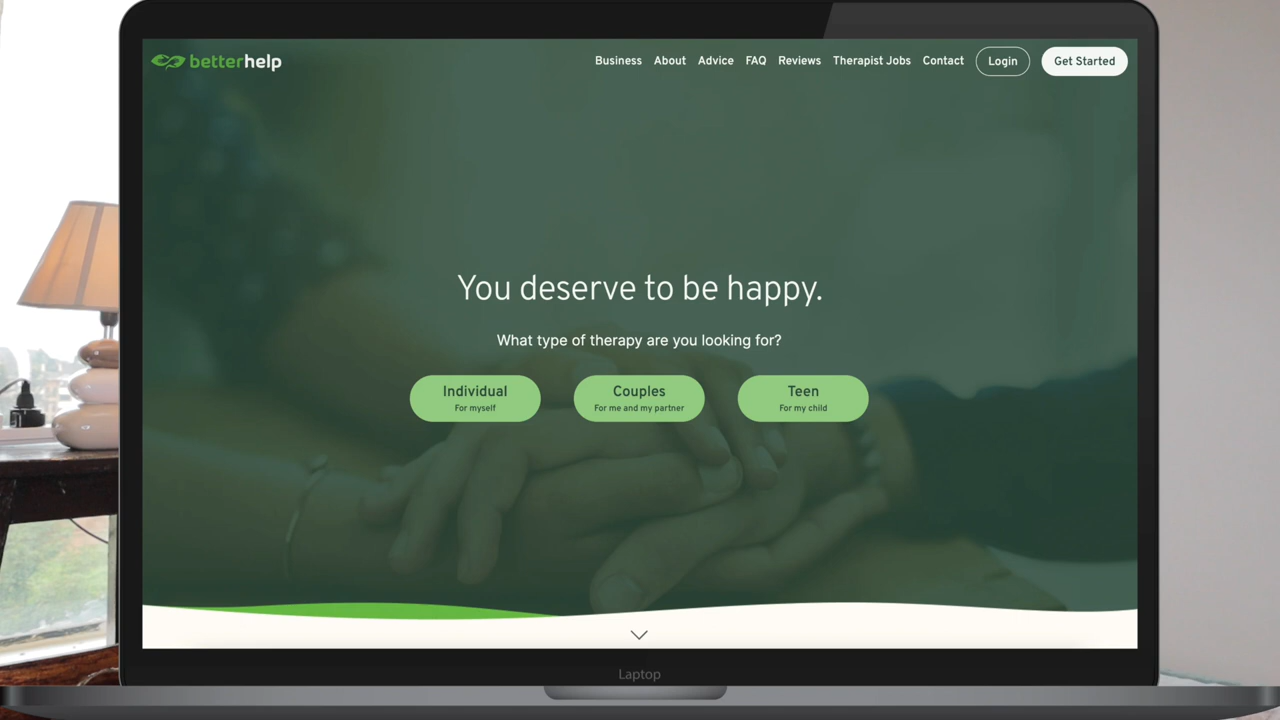 betterhelp
Business About Advice FAQ Reviews Therapist Jobs Contact Login Get Started
You deserve to be happy.
What type of therapy are you looking for?
Individual Couples Teen
For myself For me and my partner For my child
Laptop